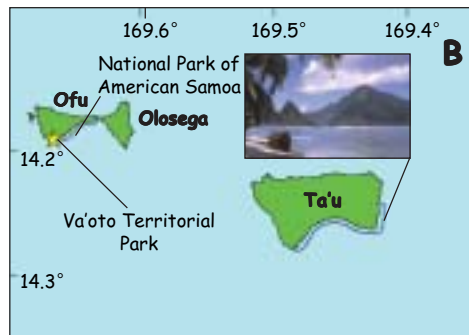 169.6° 169.5° 169.4°
B
National Park of
American Samoa
Ofu
Olosega
14.2°
Ta'u
Va'oto Territorial
Park
14.3°